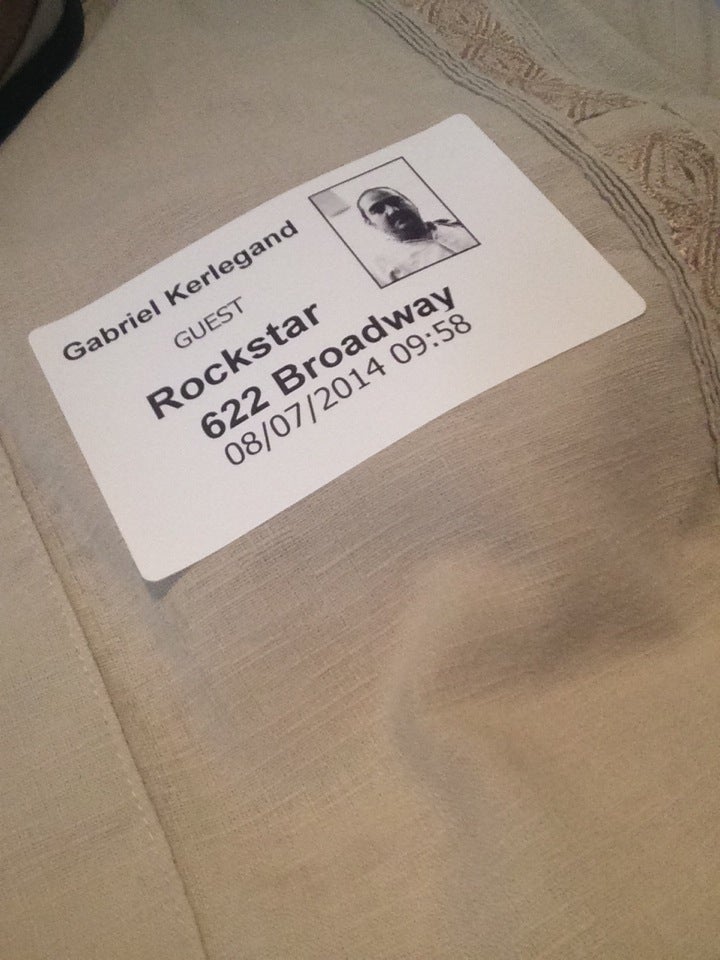 Gabriel Kerlegand
GUEST
Rockstar
622 Broadway
08/07/2014 09:58